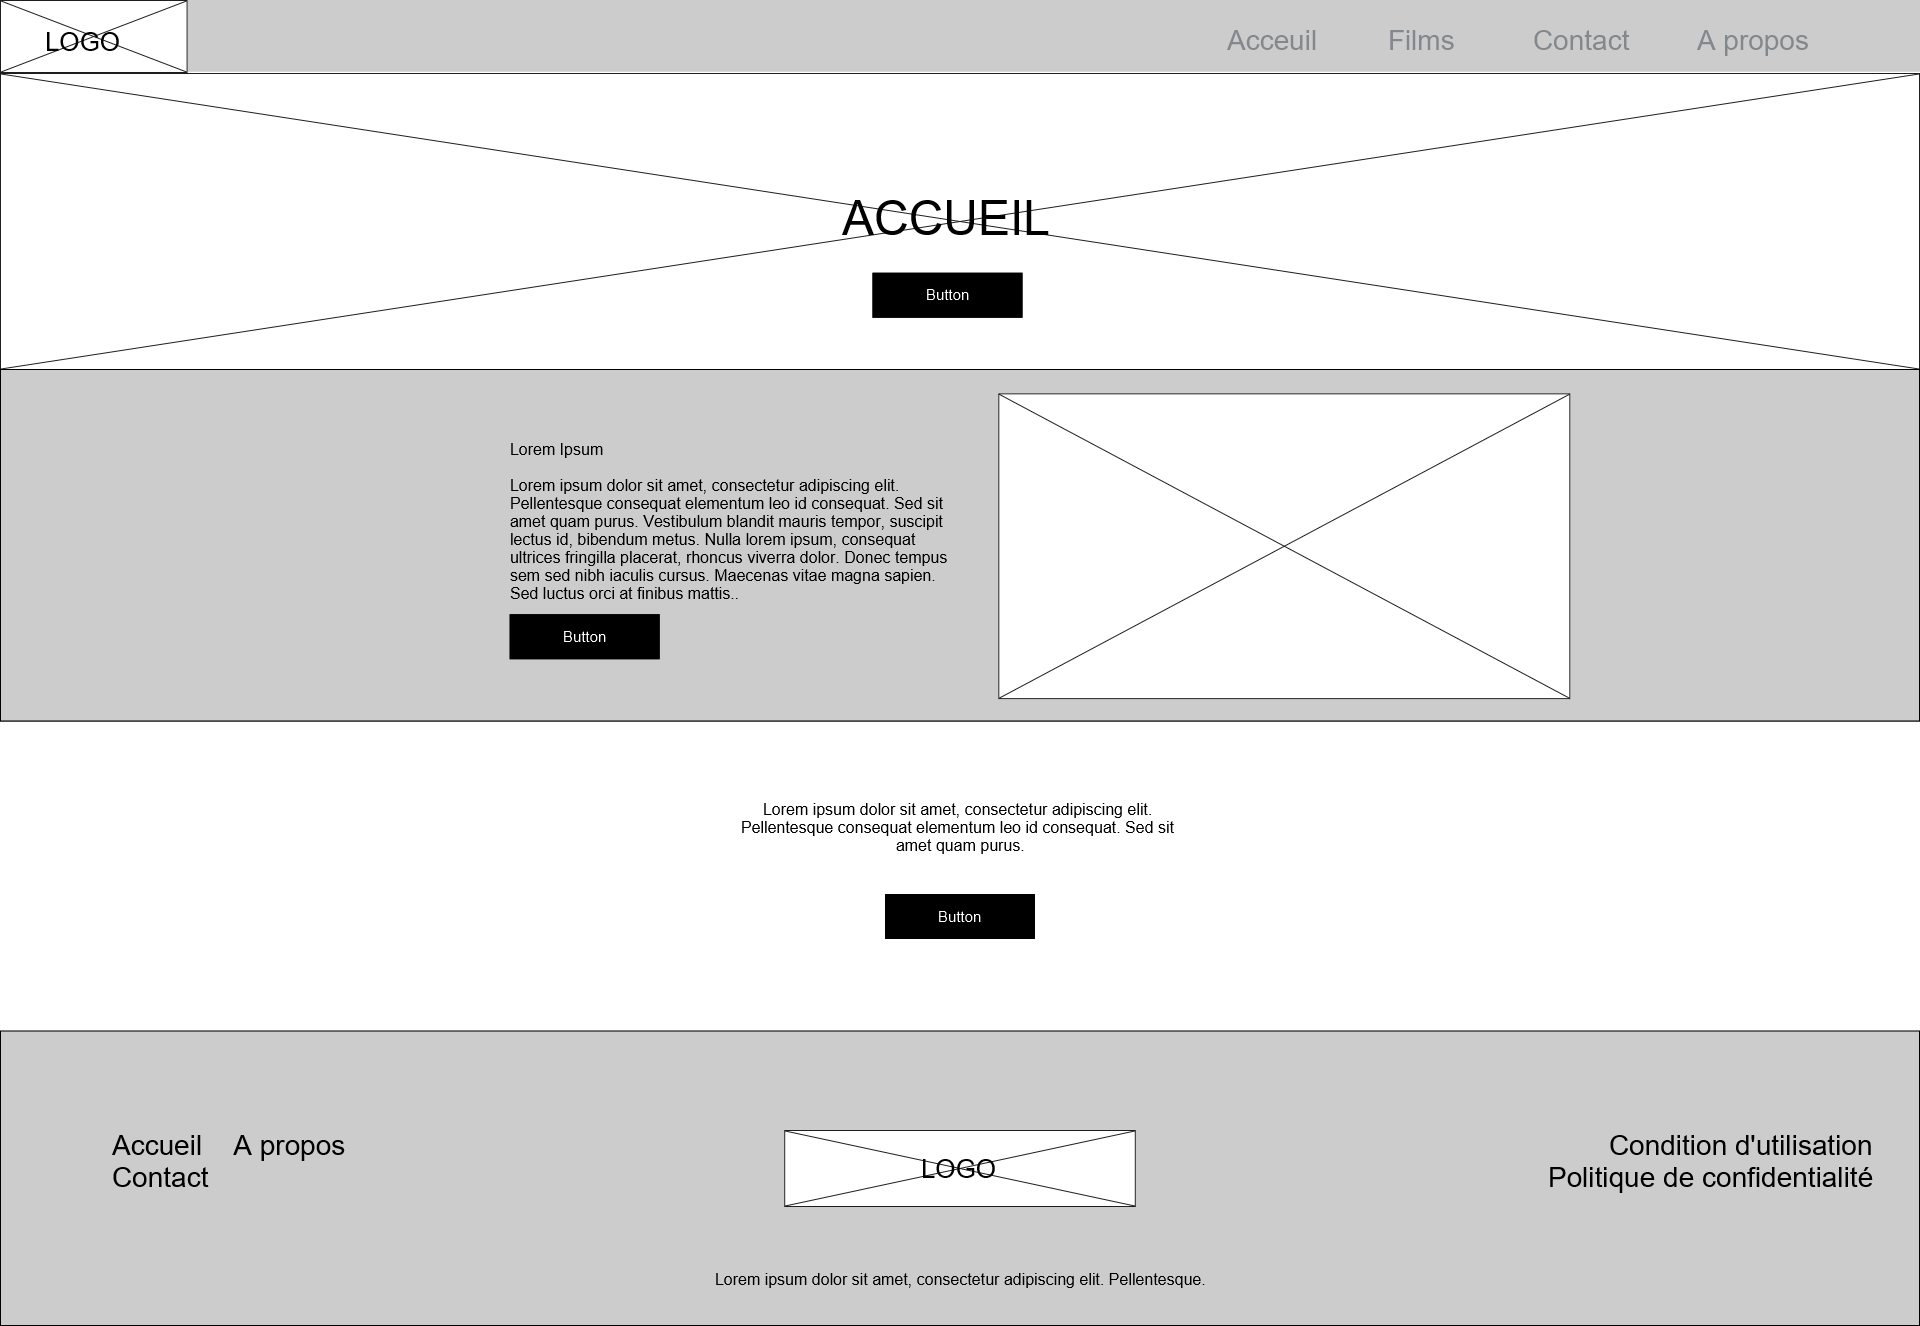 LOGO
Acceuil Films Contact A propos
ACCUEIL
Button
Lorem Ipsum
Lorem ipsum dolor sit amet, consectetur adipiscing elit.
Pellentesque consequat elementum leo id consequat. Sed sit
amet quam purus. Vestibulum blandit mauris tempor, suscipit
lectus id, bibendum metus. Nulla lorem ipsum, consequat
ultrices fringilla placerat, rhoncus viverra dolor. Donec tempus
sem sed nibh iaculis cursus. Maecenas vitae magna sapien.
Sed luctus orci at finibus mattis..
Button
Lorem ipsum dolor sit amet, consectetur adipiscing elit.
Pellentesque consequat elementum leo id consequat. Sed sit
amet quam purus.
Button
Accueil A propos
Contact
LOGO
Condition d'utilisation
Politique de confidentialité
Lorem ipsum dolor sit amet, consectetur adipiscing elit. Pellentesque.